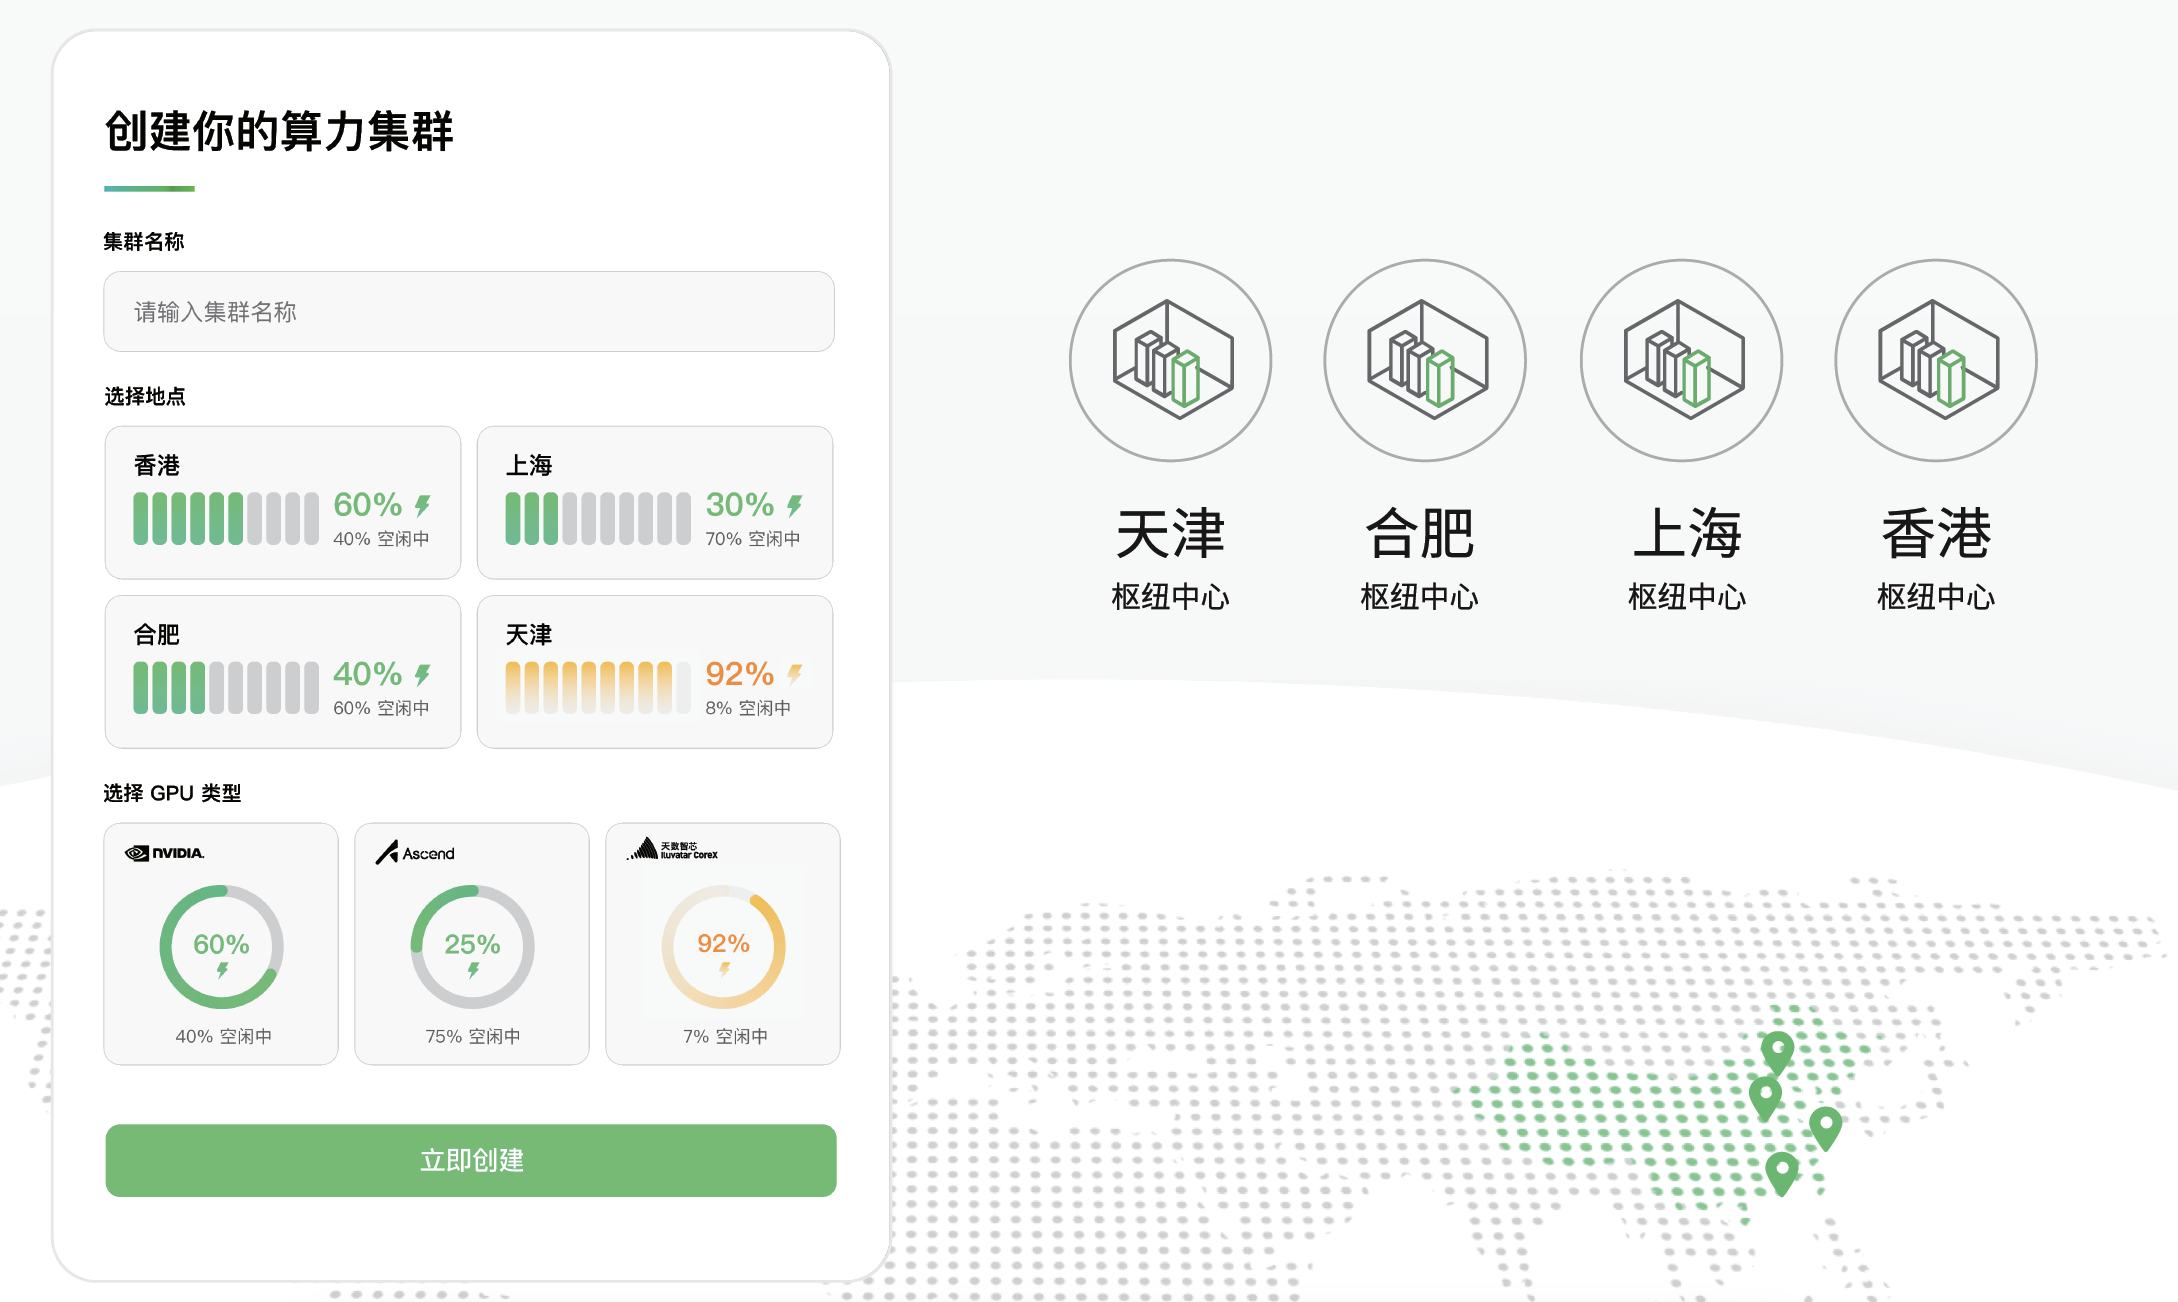 创建你的算力集群
集群名称
请输入集群名称
选择地点
香港
60%
40% 空闲中
上海
30%
70% 空闲中
合肥
40%
60% 空闲中
天津
92%
8% 空闲中
选择 GPU 类型
NVIDIA.
60%
40% 空闲中
Ascend
25%
75% 空闲中
天数智芯
Iluvatar CoreX
92%
7% 空闲中
立即创建
天津
枢纽中心
合肥
枢纽中心
上海
枢纽中心
香港
枢纽中心